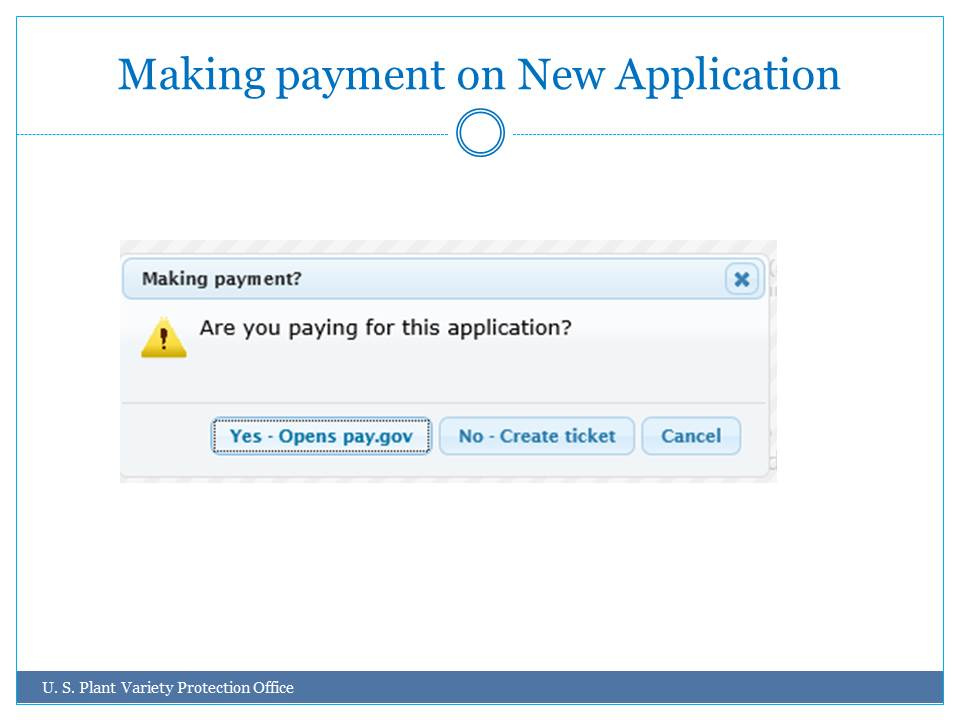 Making payment on New Application
Making payment?
Are you paying for this application?
Yes - Opens pay.gov
No - Create ticket
Cancel
U. S. Plant Variety Protection Office